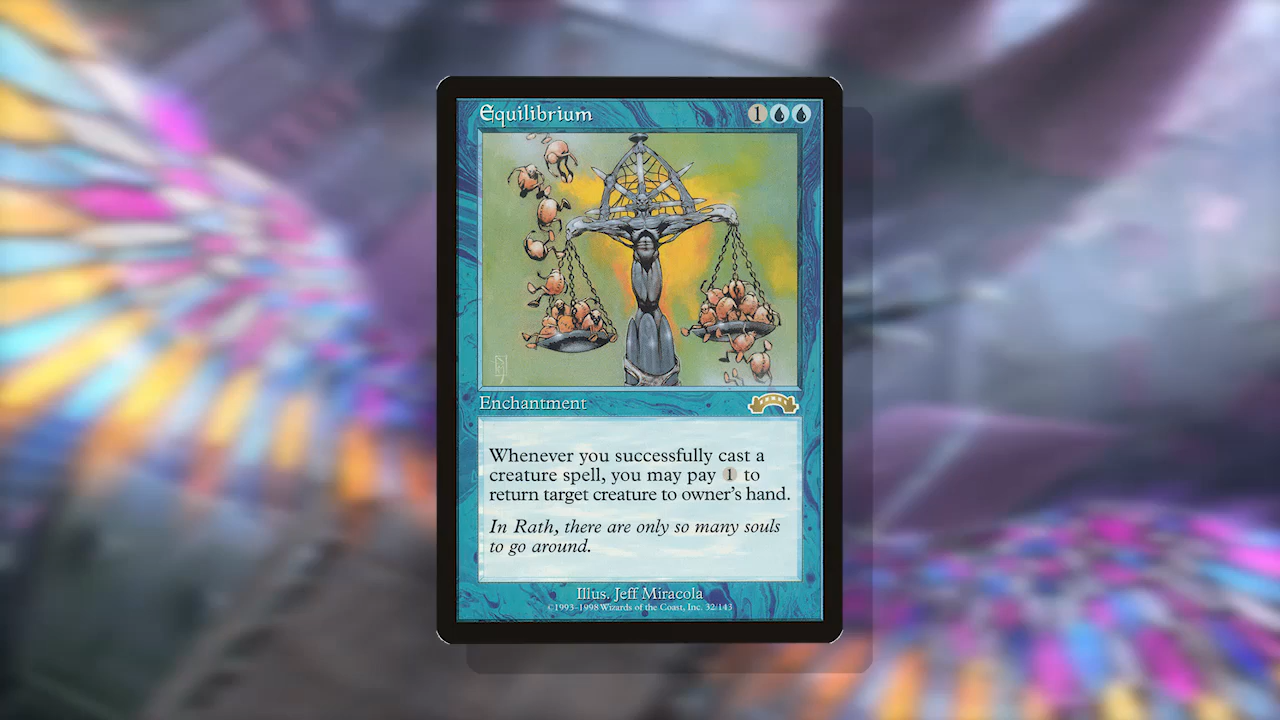 Equilibrium 1
Enchantment
Whenever you successfully cast a
creature spell, you may pay 1 to
return target creature to owner's hand.
In Rath, there are only so many souls
to go around.
Illus. Jeff Miracola
©1993–1998 Wizards of the Coast, Inc. 32/143